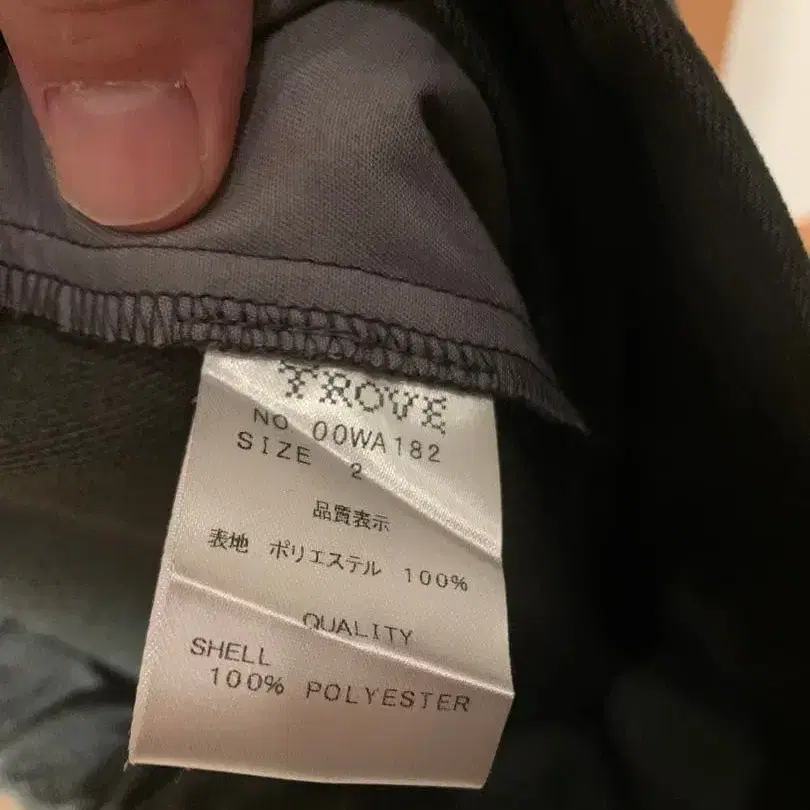 TROVE
NO 00WA182
SIZE 2
品質表示
表地 ポリエステル 100%
QUALITY
SHELL
100% POLYESTER